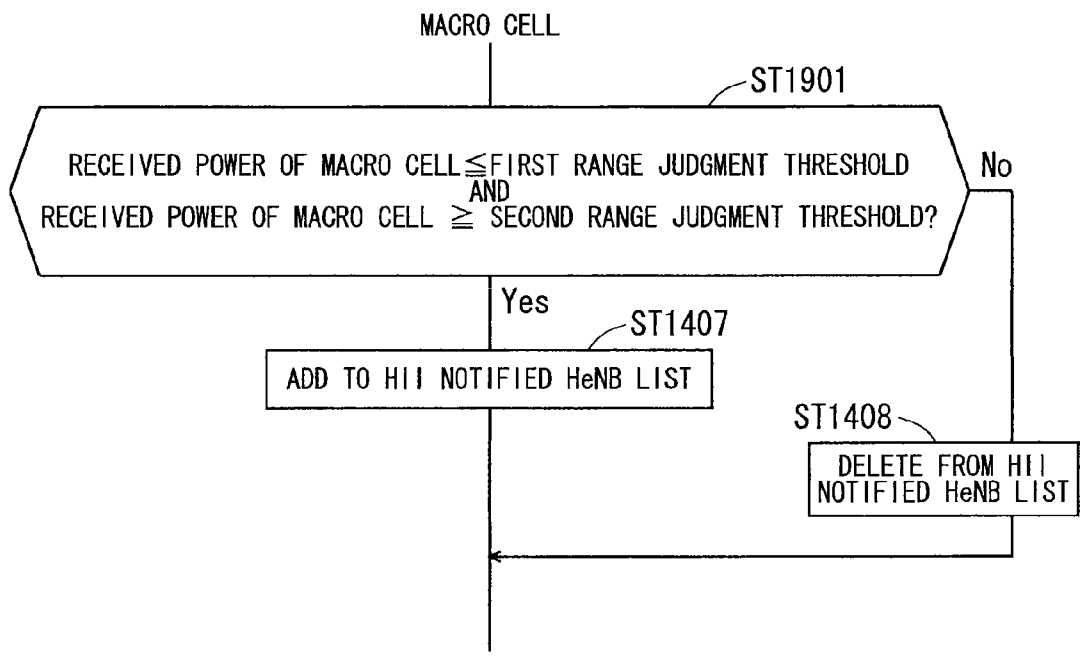 MACRO CELL
ST1901
RECEIVED POWER OF MACRO CELL≦FIRST RANGE JUDGMENT THRESHOLD
AND
RECEIVED POWER OF MACRO CELL ≧ SECOND RANGE JUDGMENT THRESHOLD?
No
Yes
ST1407
ADD TO HII NOTIFIED HeNB LIST
ST1408
DELETE FROM HII
NOTIFIED HeNB LIST